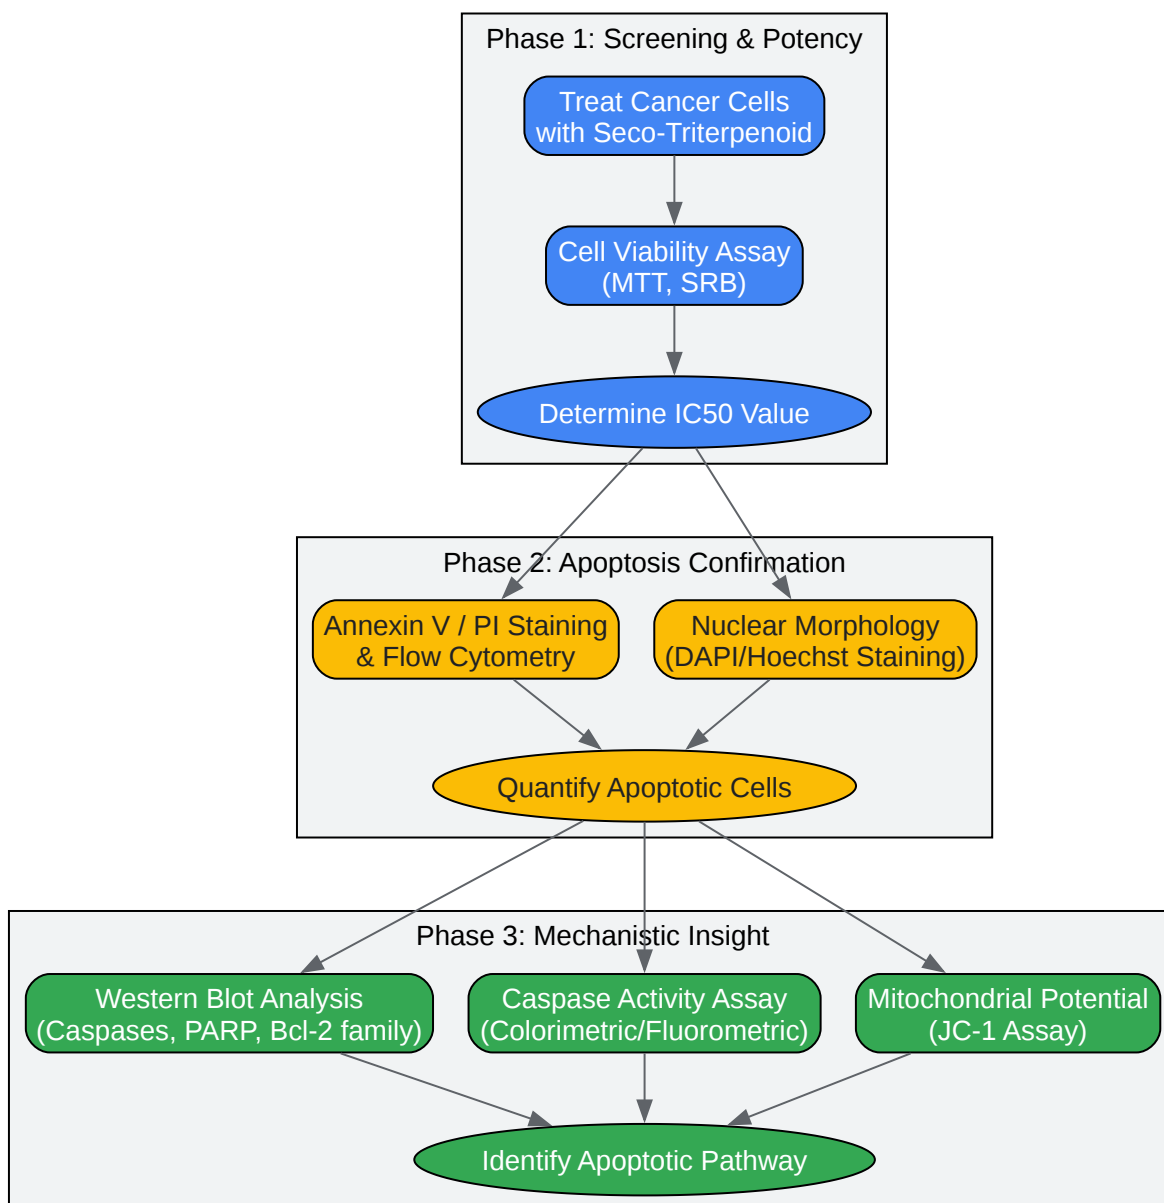 Phase 1: Screening & Potency
Treat Cancer Cells
with Seco-Triterpenoid
Cell Viability Assay
(MTT, SRB)
Determine IC50 Value
Phase 2: Apoptosis Confirmation
Annexin V / PI Staining
& Flow Cytometry
Nuclear Morphology
(DAPI/Hoechst Staining)
Quantify Apoptotic Cells
Phase 3: Mechanistic Insight
Western Blot Analysis
(Caspases, PARP, Bcl-2 family)
Caspase Activity Assay
(Colorimetric/Fluorometric)
Mitochondrial Potential
(JC-1 Assay)
Identify Apoptotic Pathway